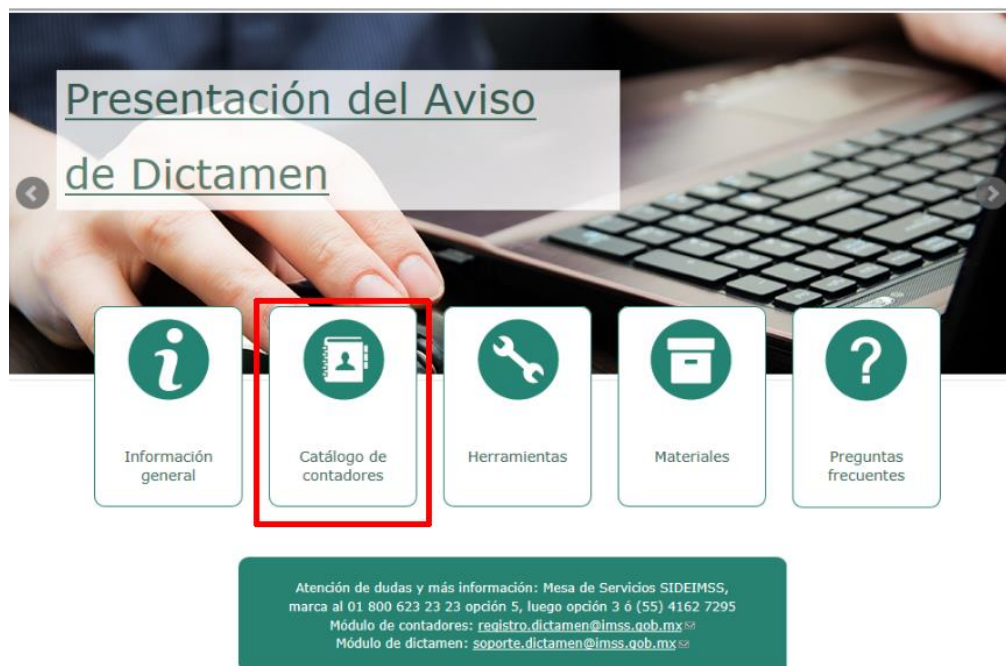 Presentación del Aviso
de Dictamen
Información
general
Catálogo de
contadores
Herramientas
Materiales
Preguntas
frecuentes
Atención de dudas y más información: Mesa de Servicios SIDEIMSS,
marca al 01 800 623 23 23 opción 5, luego opción 3 ó (55) 4162 7295
Módulo de contadores: registro.dictamen@imss.gob.mx
Módulo de dictamen: soporte.dictamen@imss.gob.mx